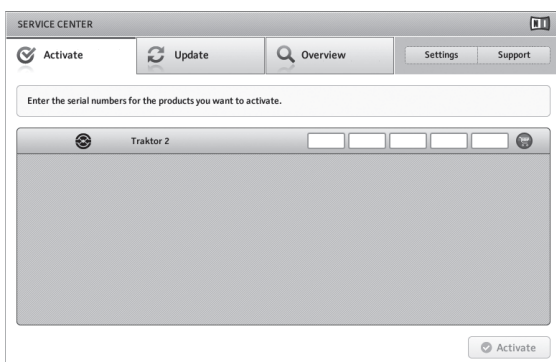 SERVICE CENTER
Activate Update Overview Settings Support
Enter the serial numbers for the products you want to activate.
Traktor 2
Activate